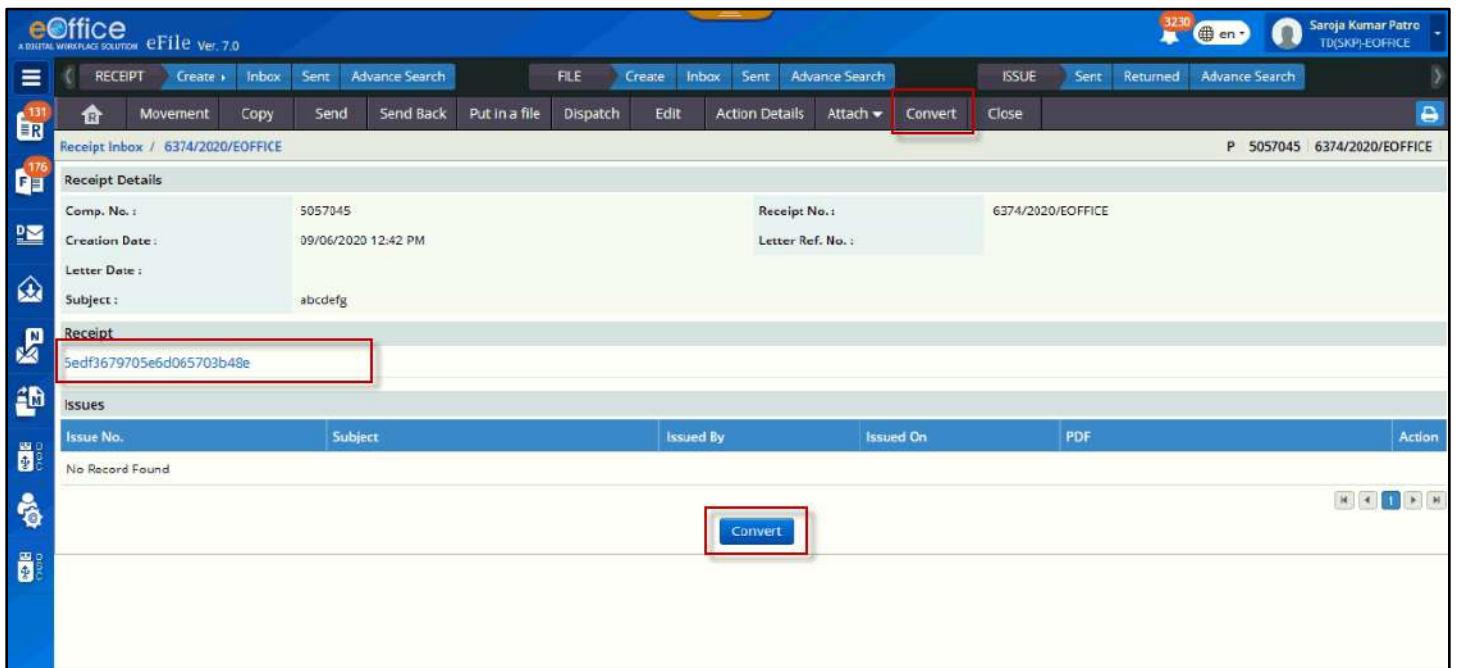 eOffice
A DIGITAL WORKPLACE SOLUTION eFile Ver. 7.0
3230 en Saroja Kumar Patro
TD(SKP)-EOFFICE
RECEIPT Create Inbox Sent Advance Search FILE Create Inbox Sent Advance Search ISSUE Sent Returned Advance Search
131 R Movement Copy Send Send Back Put in a file Dispatch Edit Action Details Attach Convert Close
Receipt Inbox / 6374/2020/EOFFICE P 5057045 6374/2020/EOFFICE
176 F Receipt Details
Comp. No. : 5057045 Receipt No. : 6374/2020/EOFFICE
Creation Date : 09/06/2020 12:42 PM Letter Ref. No. :
Letter Date :
Subject : abcdefg
Receipt
5edf3679705e6d065703b48e
Issues
Issue No. Subject Issued By Issued On PDF Action
No Record Found
1
Convert